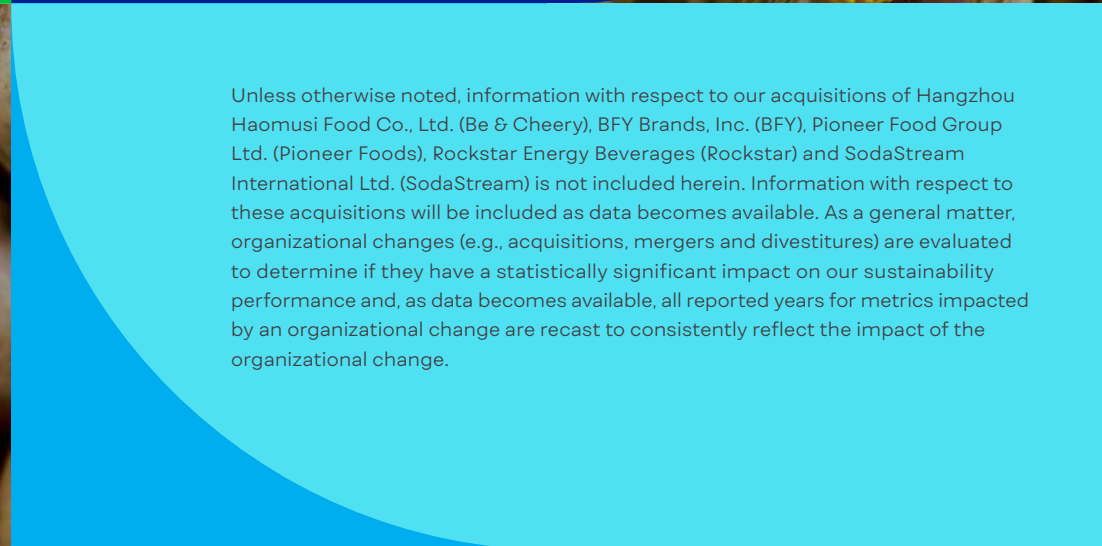 Unless otherwise noted, information with respect to our acquisitions of Hangzhou
Haomusi Food Co., Ltd. (Be & Cheery), BFY Brands, Inc. (BFY), Pioneer Food Group
Ltd. (Pioneer Foods), Rockstar Energy Beverages (Rockstar) and SodaStream
International Ltd. (SodaStream) is not included herein. Information with respect to
these acquisitions will be included as data becomes available. As a general matter,
organizational changes (e.g., acquisitions, mergers and divestitures) are evaluated
to determine if they have a statistically significant impact on our sustainability
performance and, as data becomes available, all reported years for metrics impacted
by an organizational change are recast to consistently reflect the impact of the
organizational change.